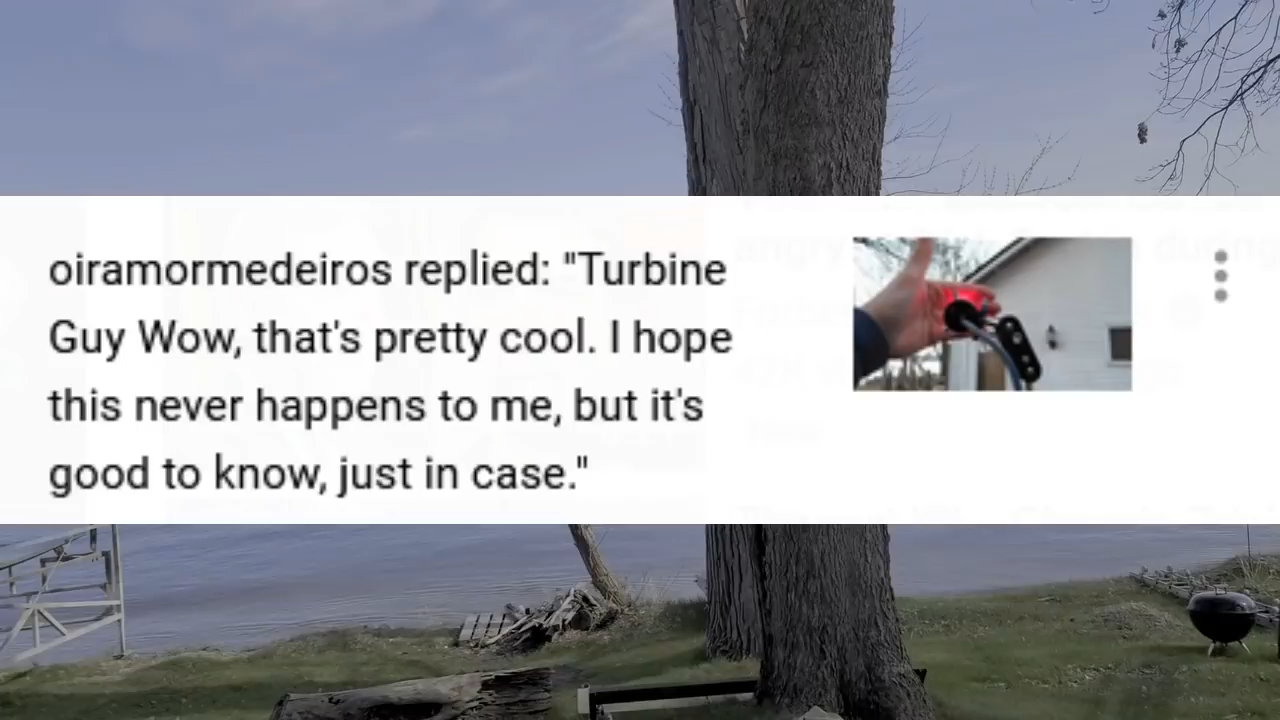 oiramormedeiros replied: "Turbine
Guy Wow, that's pretty cool. I hope
this never happens to me, but it's
good to know, just in case."